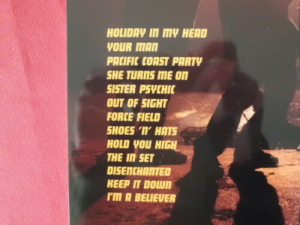 HOLIDAY IN MY HEAD
YOUR MAN
PACIFIC COAST PARTY
SHE TURNS ME ON
SISTER PSYCHIC
OUT OF SIGHT
FORCE FIELD
SHOES 'N' HATS
HOLD YOU HIGH
THE IN SET
DISENCHANTED
KEEP IT DOWN
I'M A BELIEVER